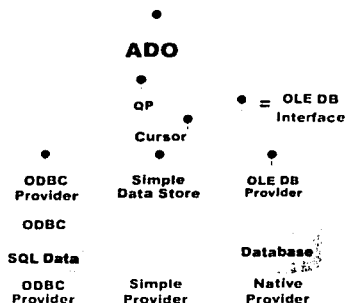 ADO
QP
= OLE DB
Interface
Cursor
ODBC
Provider
Simple
Data Store
OLE DB
Provider
ODBC
SQL Data
Database
ODBC
Provider
Simple
Provider
Native
Provider